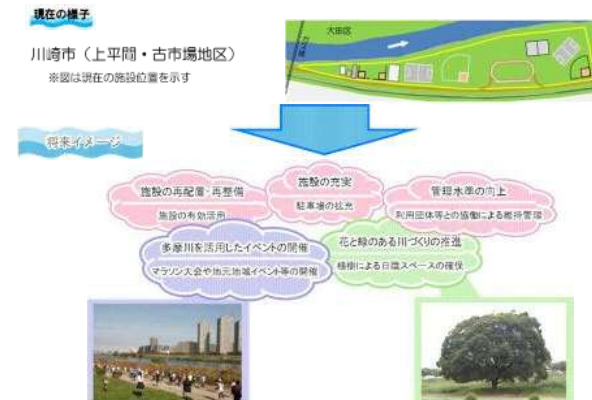 現在の様子
川崎市（上平間・古市場地区）
※図は現在の施設位置を示す
大田区
ガス橋
将来イメージ
施設の再配置・再整備
施設の有効活用
施設の充実
駐車場の拡充
管理水準の向上
利用団体等との協働による維持管理
多摩川を活用したイベントの開催
マラソン大会や地元地域イベント等の開催
花と緑のある川づくりの推進
植樹による日陰スペースの確保